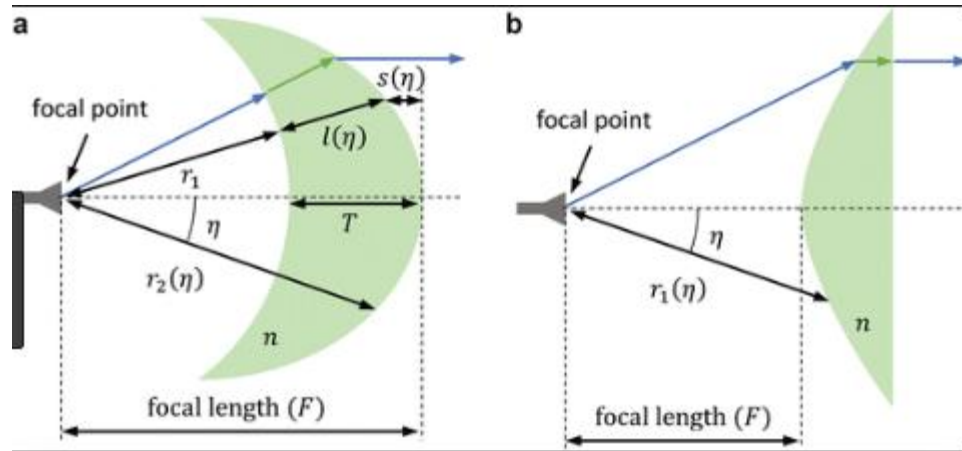 a
s(η)
focal point
l(η)
r₁
T
η
r₂(η)
n
focal length (F)
b
focal point
η
r₁(η)
n
focal length (F)